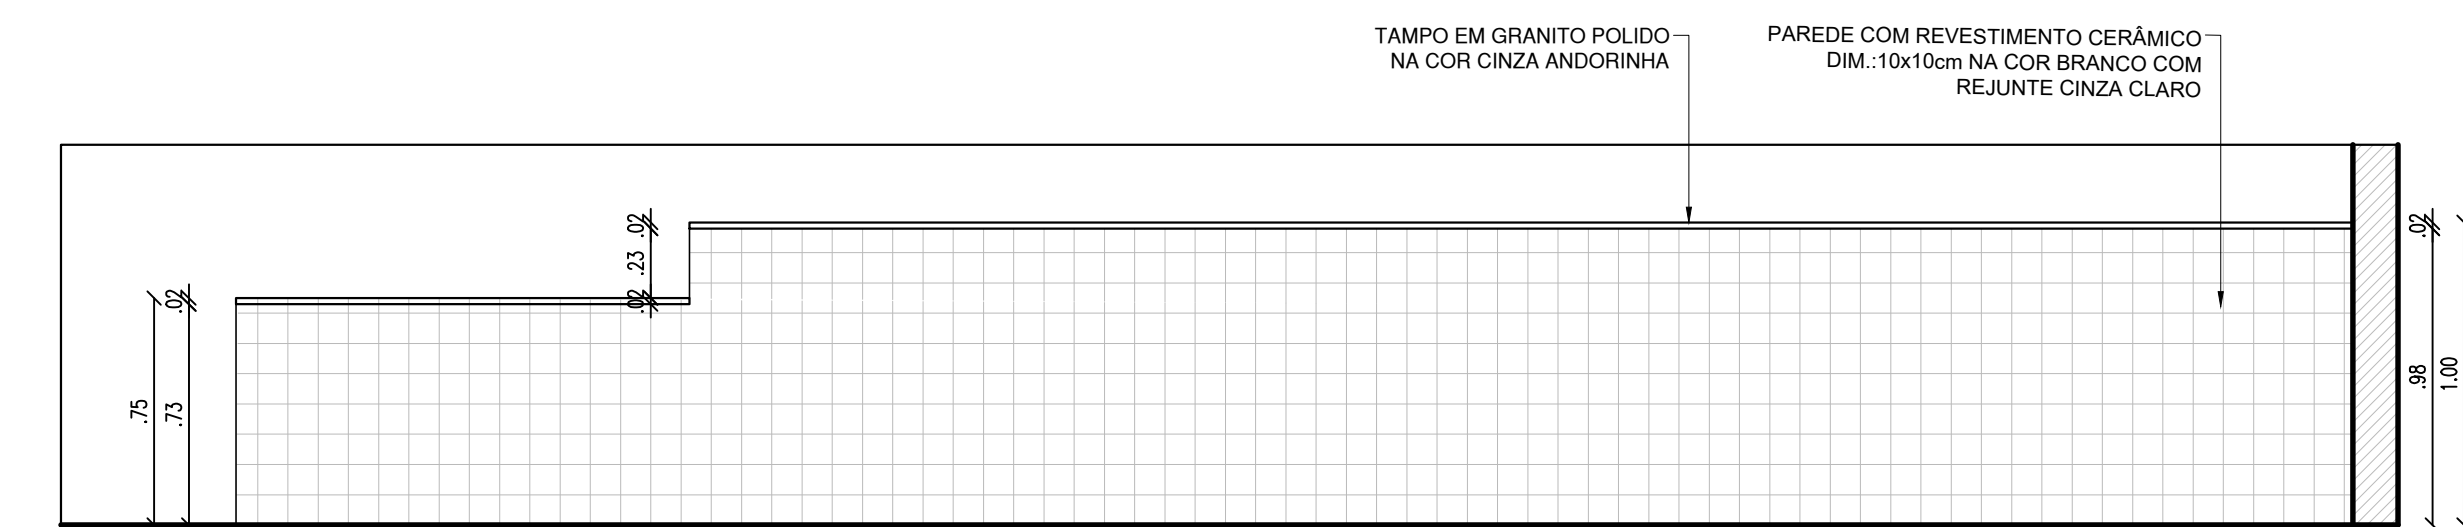 TAMPO EM GRANITO POLIDO
NA COR CINZA ANDORINHA
PAREDE COM REVESTIMENTO CERÂMICO
DIM.:10x10cm NA COR BRANCO COM
REJUNTE CINZA CLARO
.02
.23
.02
.02
.75
.73
.02
.98
1.00